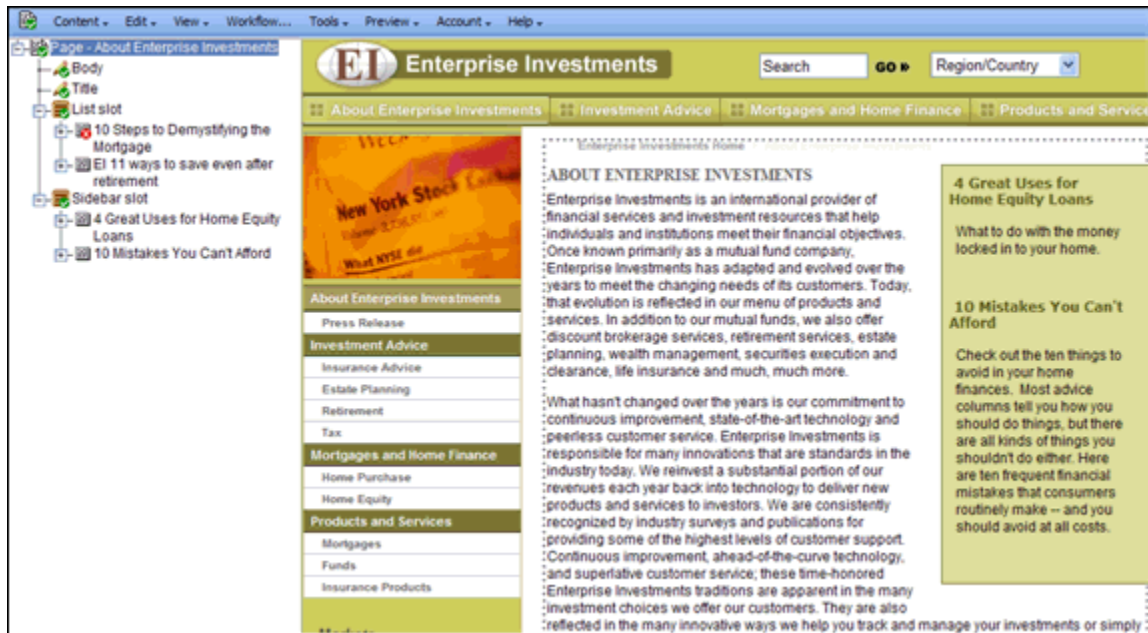 Content Edit View Workflow... Tools Preview Account Help
Page - About Enterprise Investments
Body
Title
List slot
10 Steps to Demystifying the
Mortgage
EI 11 ways to save even after
retirement
Sidebar slot
4 Great Uses for Home Equity
Loans
10 Mistakes You Can't Afford
EI Enterprise Investments
Search GO Region/Country
About Enterprise Investments Investment Advice Mortgages and Home Finance Products and Servic
New York Stock
What NYSE
About Enterprise Investments
Press Release
Investment Advice
Insurance Advice
Estate Planning
Retirement
Tax
Mortgages and Home Finance
Home Purchase
Home Equity
Products and Services
Mortgages
Funds
Insurance Products
Markets
Enterprise Investments Home About Enterprise Investments
ABOUT ENTERPRISE INVESTMENTS
Enterprise Investments is an international provider of
financial services and investment resources that help
individuals and institutions meet their financial objectives.
Once known primarily as a mutual fund company,
Enterprise Investments has adapted and evolved over the
years to meet the changing needs of its customers. Today,
that evolution is reflected in our menu of products and
services. In addition to our mutual funds, we also offer
discount brokerage services, retirement services, estate
planning, wealth management, securities execution and
clearance, life insurance and much, much more.
What hasn't changed over the years is our commitment to
continuous improvement, state-of-the-art technology and
peerless customer service. Enterprise Investments is
responsible for many innovations that are standards in the
industry today. We reinvest a substantial portion of our
revenues each year back into technology to deliver new
products and services to investors. We are consistently
recognized by industry surveys and publications for
providing some of the highest levels of customer support.
Continuous improvement, ahead-of-the-curve technology,
and superlative customer service; these time-honored
Enterprise Investments traditions are apparent in the many
investment choices we offer our customers. They are also
reflected in the many innovative ways we help you track and manage your investments or simply
4 Great Uses for
Home Equity Loans
What to do with the money
locked in to your home.
10 Mistakes You Can't
Afford
Check out the ten things to
avoid in your home
finances. Most advice
columns tell you how you
should do things, but there
are all kinds of things you
shouldn't do either. Here
are ten frequent financial
mistakes that consumers
routinely make -- and you
should avoid at all costs.